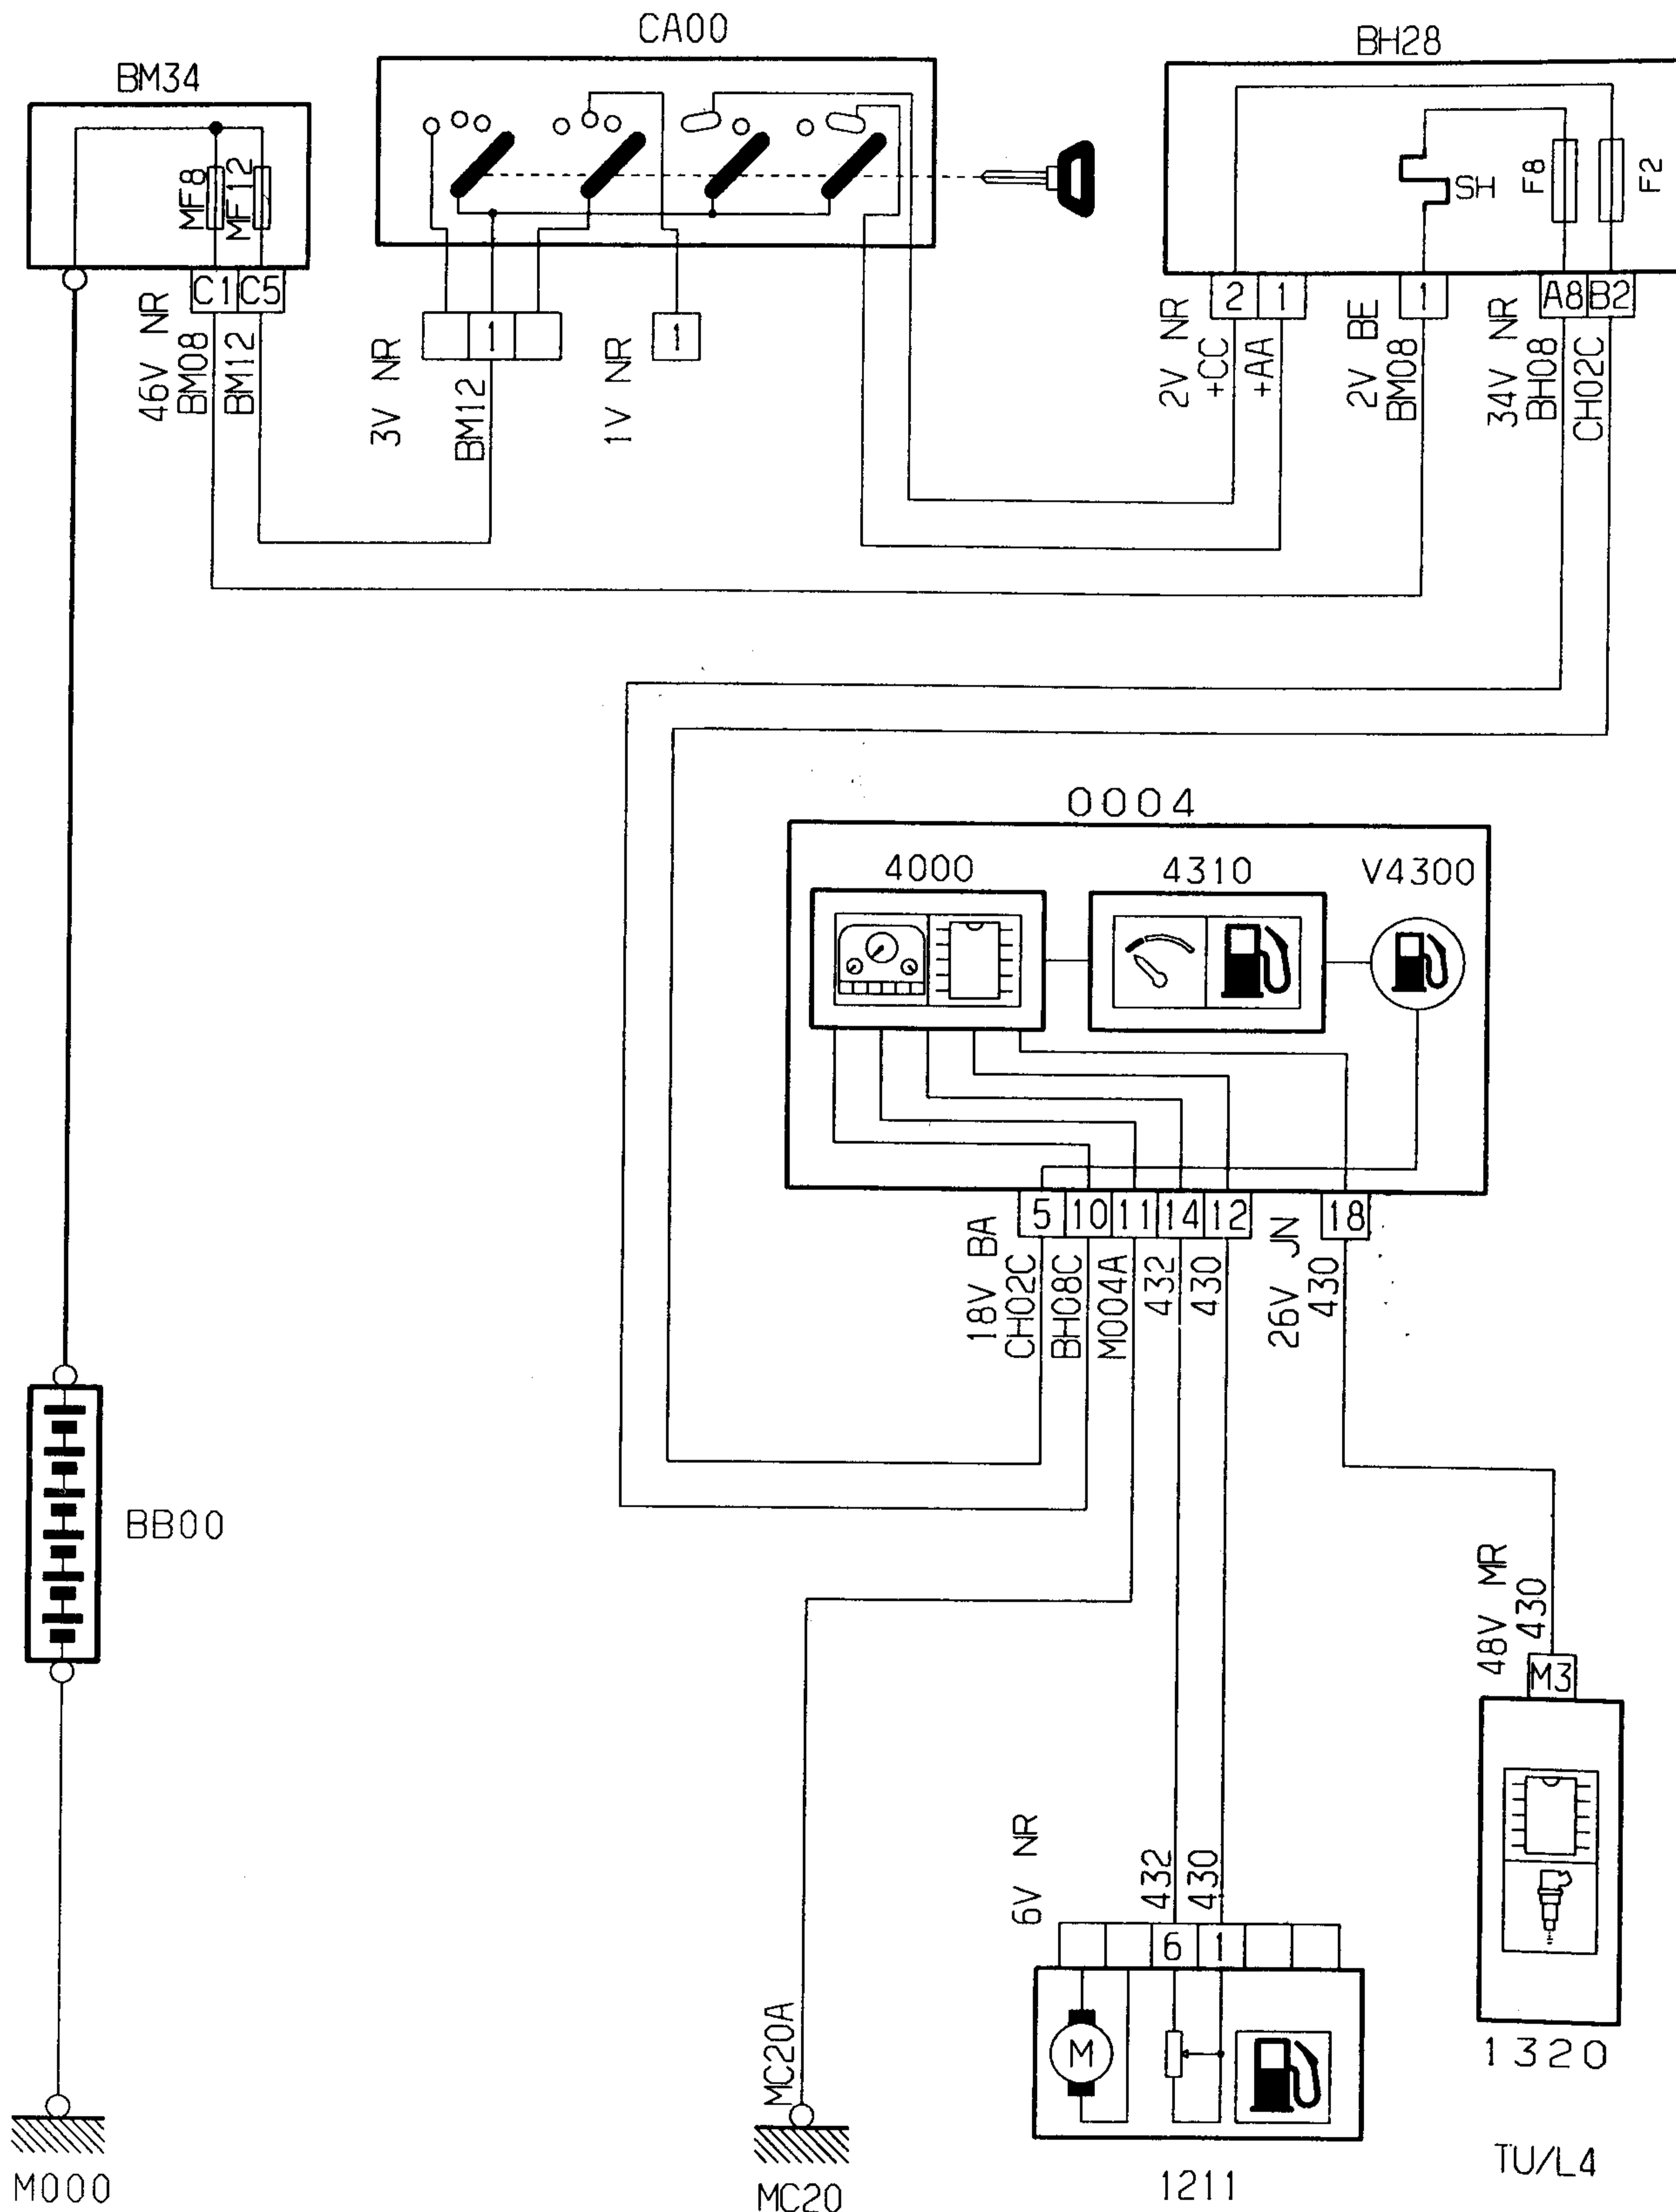 CA00
BH28
BM34
MF8
MF12
SH
F8
F2
C1 C5
2 1
1
A8 B2
1
1
46V NR
BM08
BM12
3V NR
BM12
1V NR
2V NR
+CC
+AA
2V BE
BM08
34V NR
BH08
CH02C
0004
4000
4310
V4300
5 10 11 14 12
18
18V BA
CH02C
BH08C
M004A
432
430
26V JN
430
BB00
48V MR
430
M3
6V NR
432
430
6 1
M
1320
MC20A
M000
MC20
1211
TU/L4